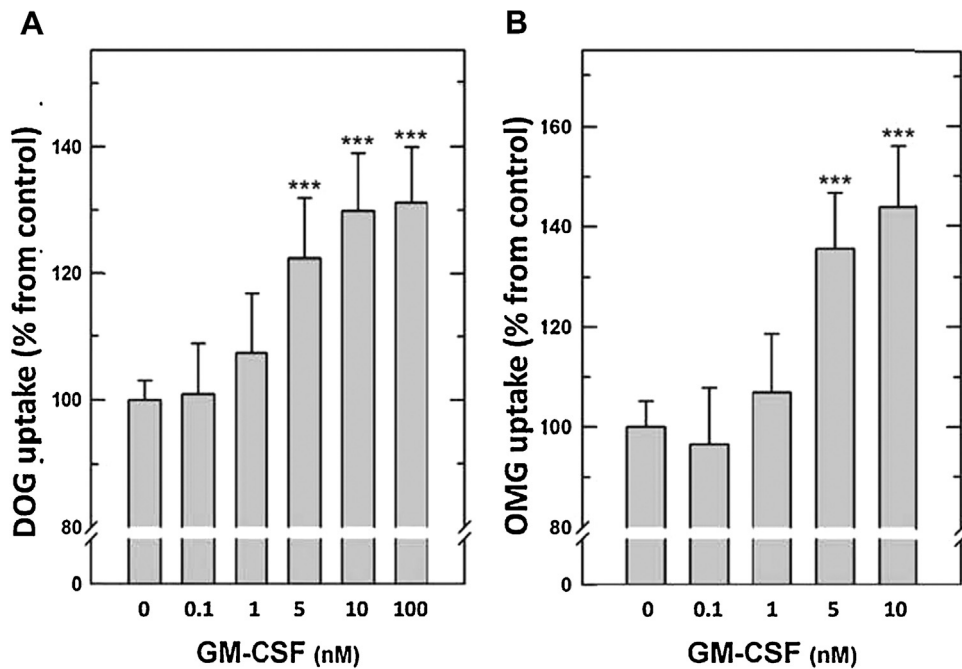 A
DOG uptake (% from control)
140
120
100
80
0
*** *** ***
0 0.1 1 5 10 100
GM-CSF (nM)
B
OMG uptake (% from control)
160
140
120
100
80
0
*** ***
0 0.1 1 5 10
GM-CSF (nM)